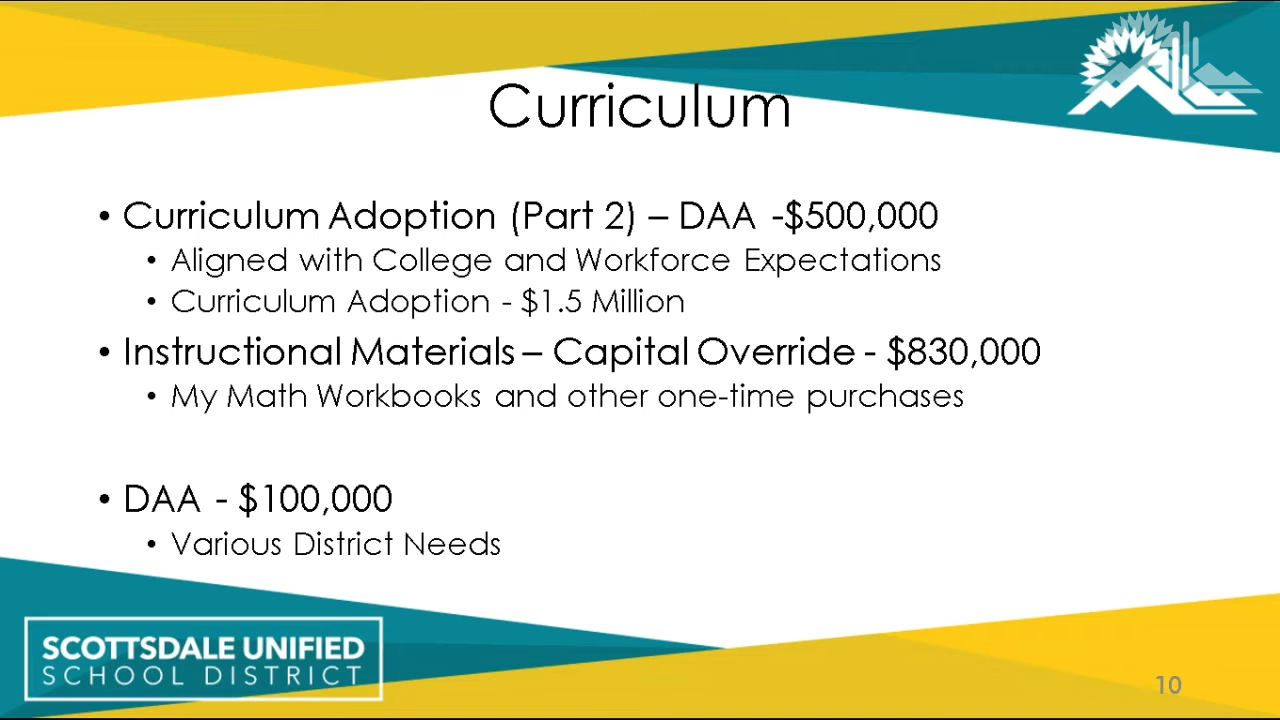 Curriculum
• Curriculum Adoption (Part 2) – DAA -$500,000
• Aligned with College and Workforce Expectations
• Curriculum Adoption - $1.5 Million
• Instructional Materials – Capital Override - $830,000
• My Math Workbooks and other one-time purchases
• DAA - $100,000
• Various District Needs
SCOTTSDALE UNIFIED
SCHOOL DISTRICT
10